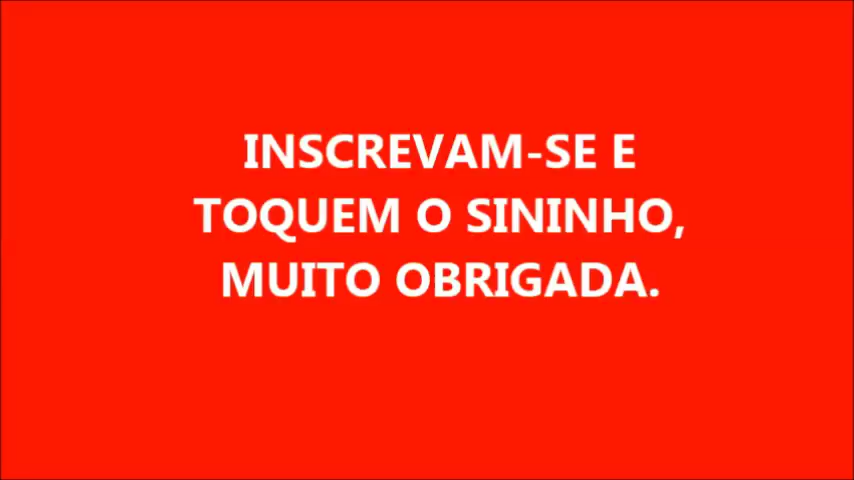 INSCREVAM-SE E
TOQUEM O SININHO,
MUITO OBRIGADA.